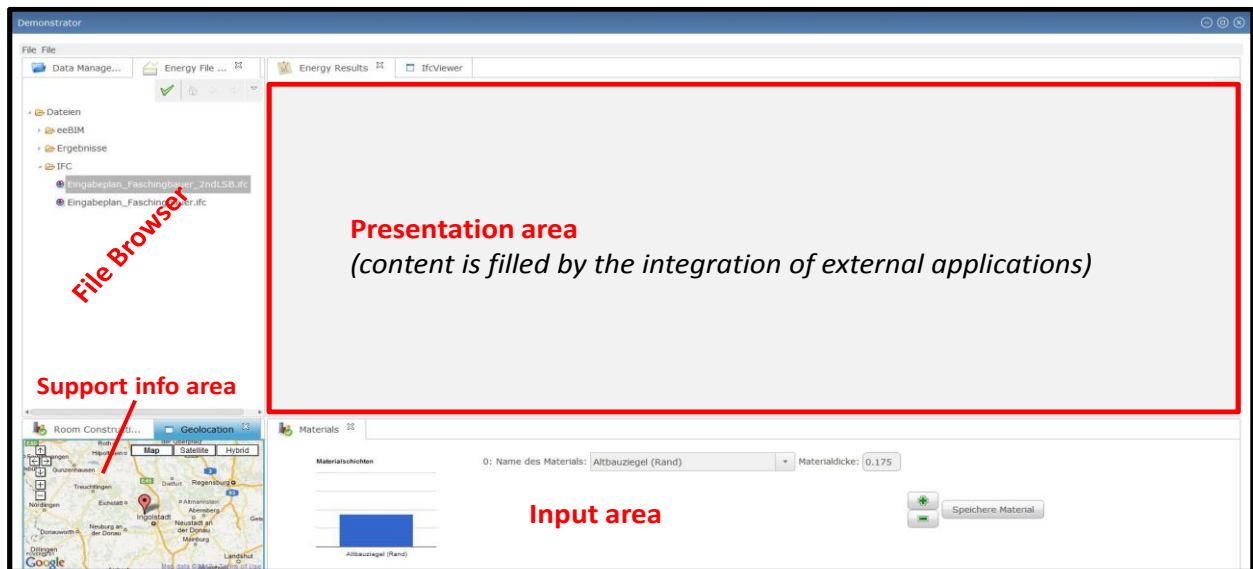 Demonstrator
File File
Data Manage...
Energy File ...
Energy Results
IfcViewer
Dateien
eeBIM
Ergebnisse
IFC
Eingabeplan_Faschingbauer_2ndLSB.ifc
Eingabeplan_Faschingbauer.ifc
File Browser
Presentation area
(content is filled by the integration of external applications)
Support info area
Room Constructi...
Geolocation
Materials
Map
Satellite
Hybrid
Gunzenhausen
Treuchtlingen
Dietfurt
Regensburg
Nördlingen
Eichstätt
Abensberg
Ingolstadt
Neustadt an
der Donau
Neuburg an
der Donau
Donauwörth
Mainburg
Dillingen
Landshut
Google
Materialschichten
0: Name des Materials:
Altbauziegel (Rand)
Materialdicke:
0.175
Input area
Speichere Material
Altbauziegel (Rand)